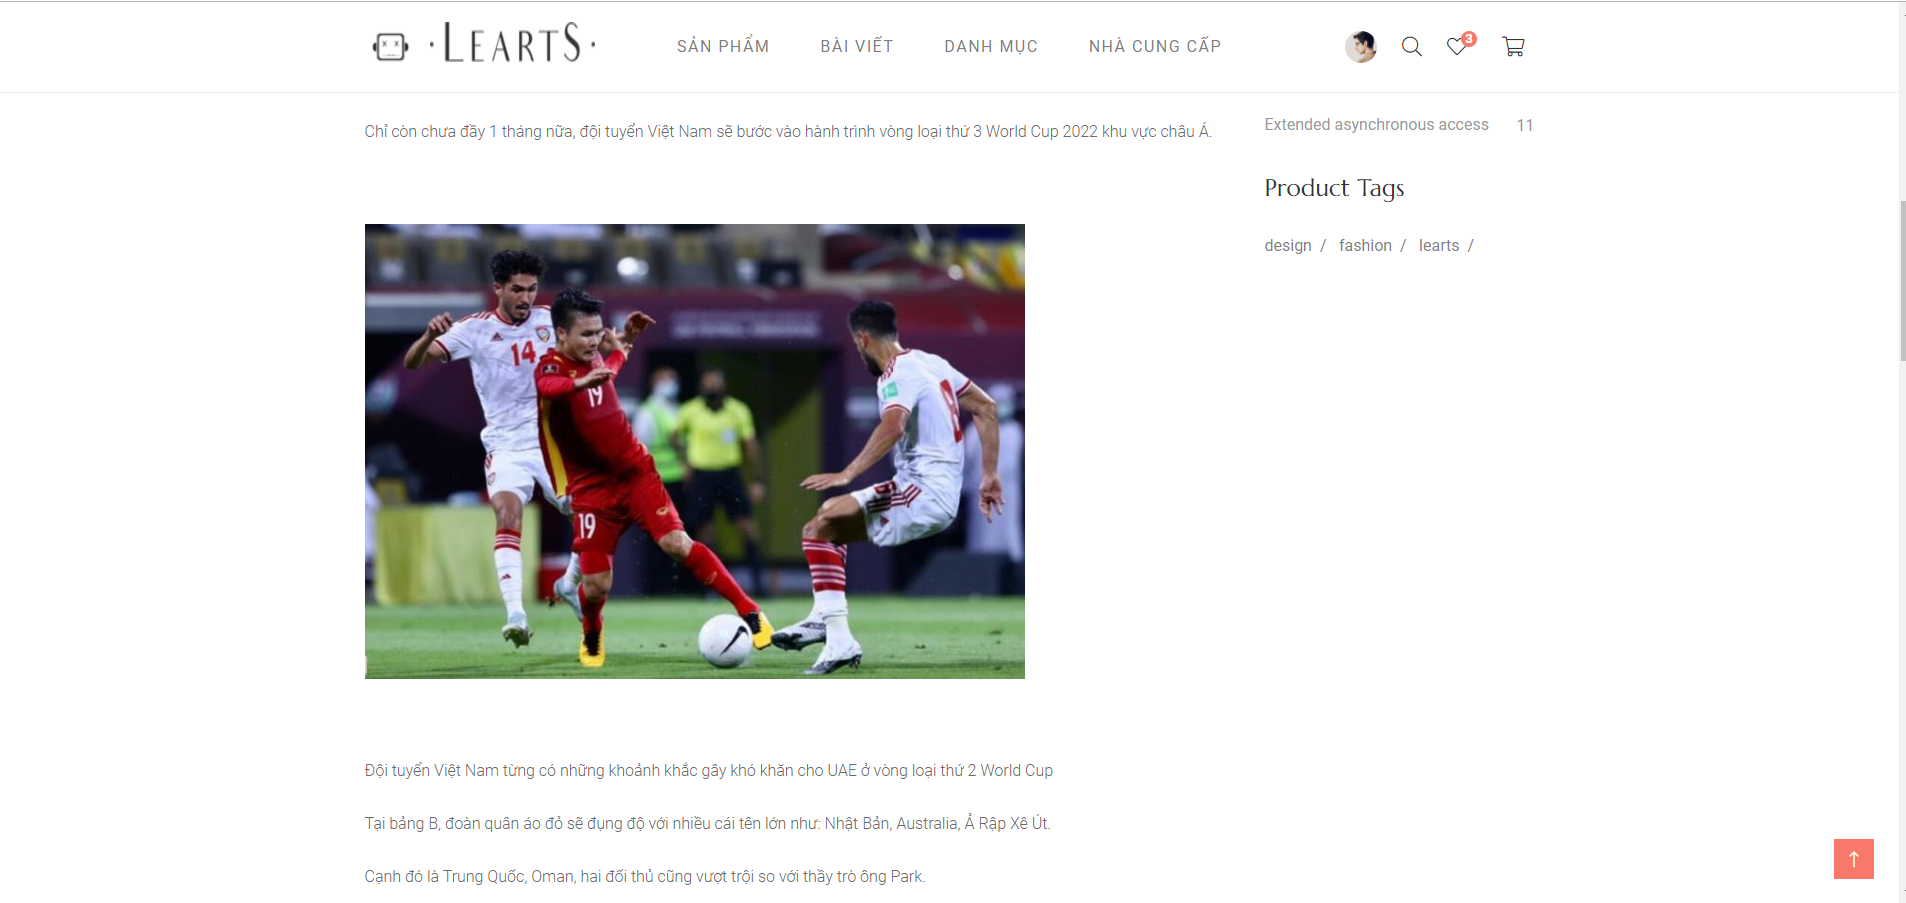 ·LEARTS·
SẢN PHẨM
BÀI VIẾT
DANH MỤC
NHÀ CUNG CẤP
3
Chỉ còn chưa đầy 1 tháng nữa, đội tuyển Việt Nam sẽ bước vào hành trình vòng loại thứ 3 World Cup 2022 khu vực châu Á.
14
19
19
8
6
Đội tuyển Việt Nam từng có những khoảnh khắc gây khó khăn cho UAE ở vòng loại thứ 2 World Cup
Tại bảng B, đoàn quân áo đỏ sẽ đụng độ với nhiều cái tên lớn như: Nhật Bản, Australia, Ả Rập Xê Út.
Cạnh đó là Trung Quốc, Oman, hai đối thủ cũng vượt trội so với thầy trò ông Park.
Extended asynchronous access 11
Product Tags
design / fashion / learts /